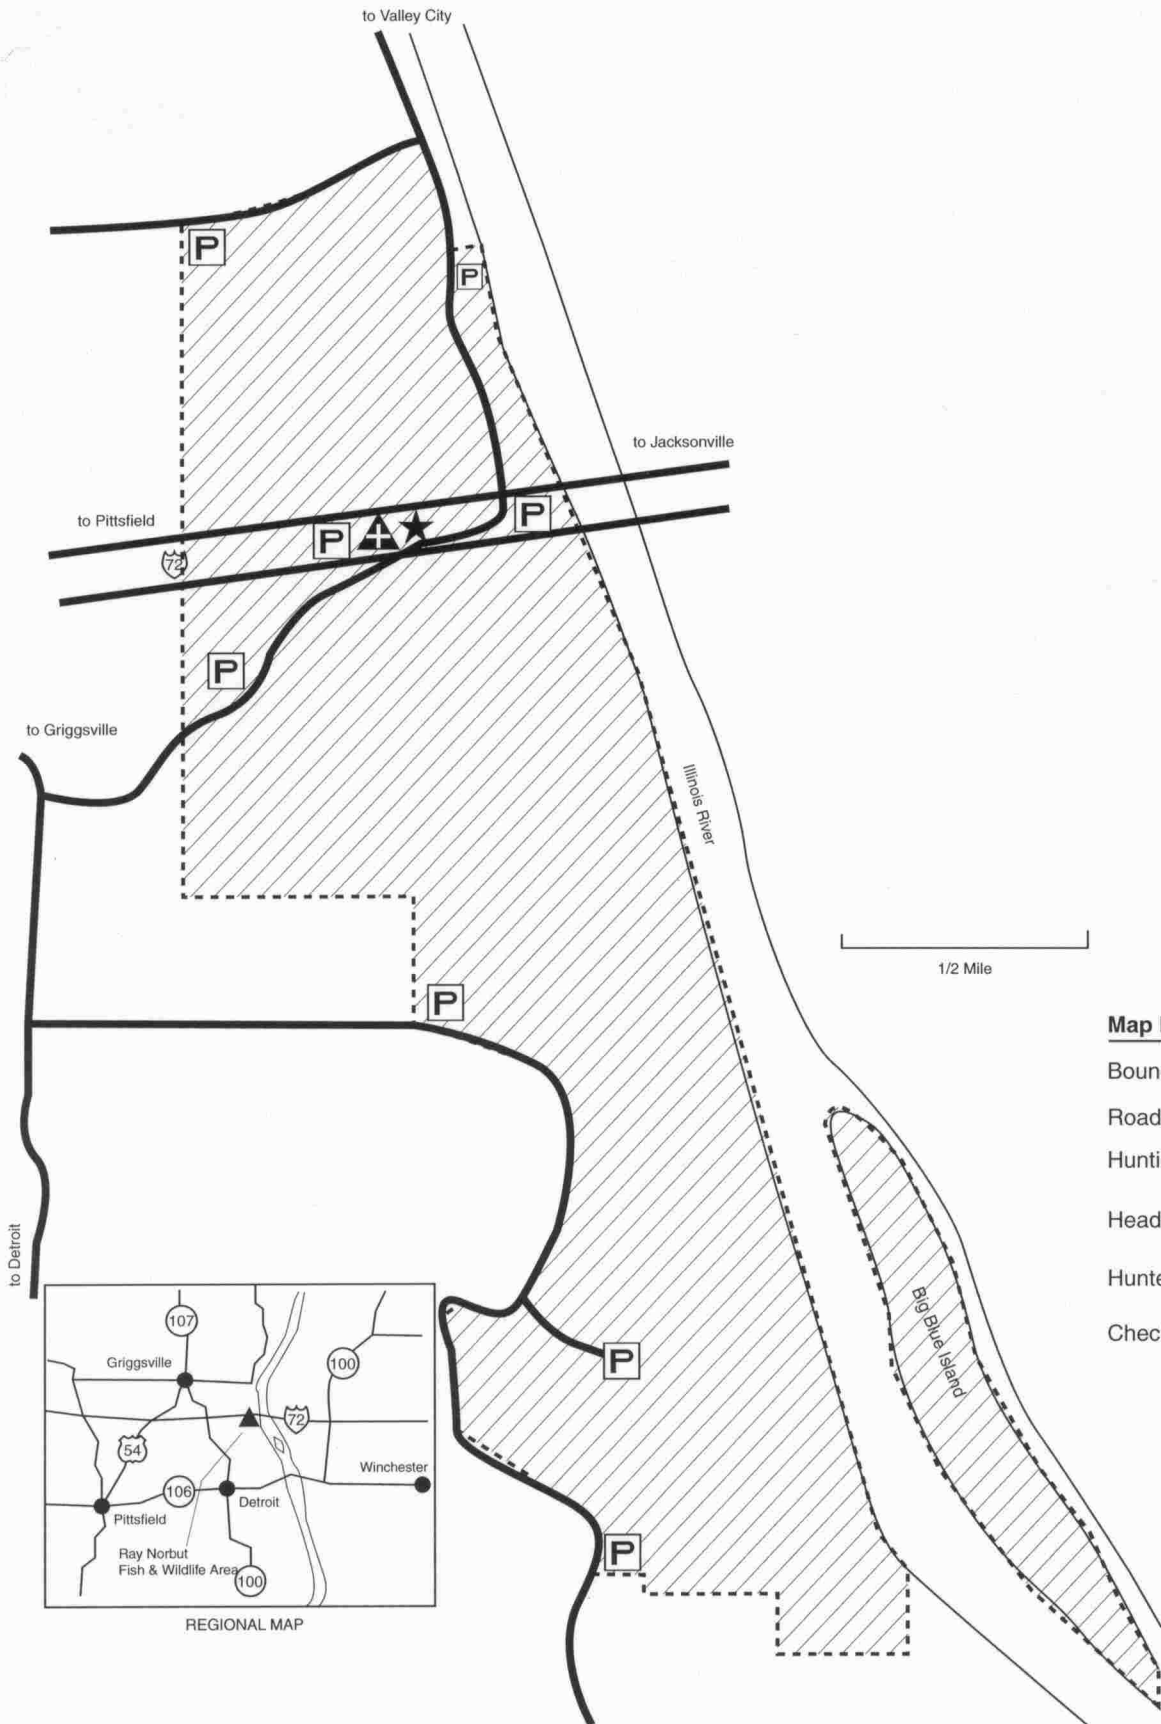 to Valley City
P
P
to Jacksonville
to Pittsfield
P
P
72
P
to Griggsville
Illinois River
1/2 Mile
P
Map
Boun
Road
Hunti
Head
Hunte
Chec
to Detroit
Big Blue Island
P
P
107
Griggsville
100
72
54
Winchester
106
Detroit
Pittsfield
Ray Norbut
Fish & Wildlife Area
100
REGIONAL MAP